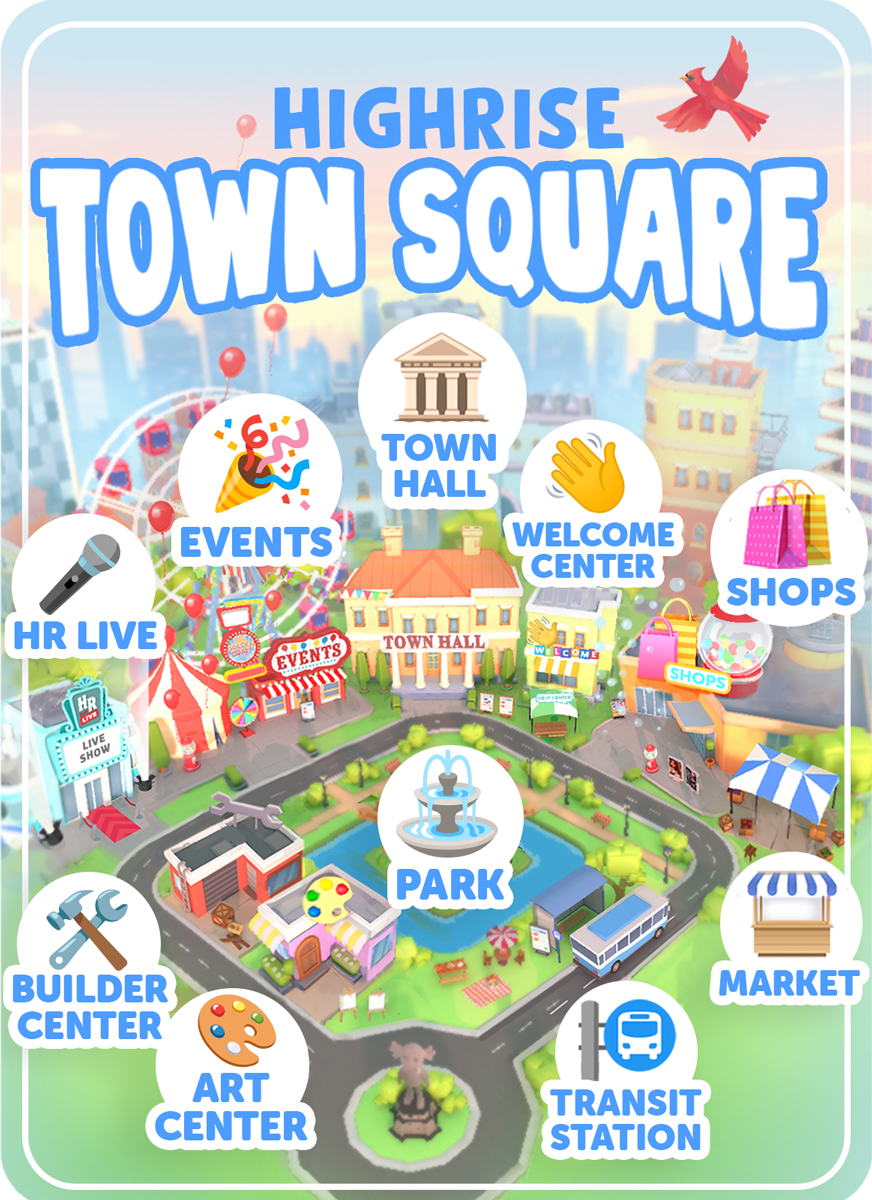 HIGHRISE
TOWN SQUARE
TOWN
HALL
EVENTS
WELCOME
CENTER
SHOPS
HR LIVE
EVENTS
TOWN HALL
WELCOME
SHOPS
HELP CENTER
HR
LIVE
LIVE
SHOW
PARK
BUILDER
CENTER
MARKET
ART
CENTER
TRANSIT
STATION